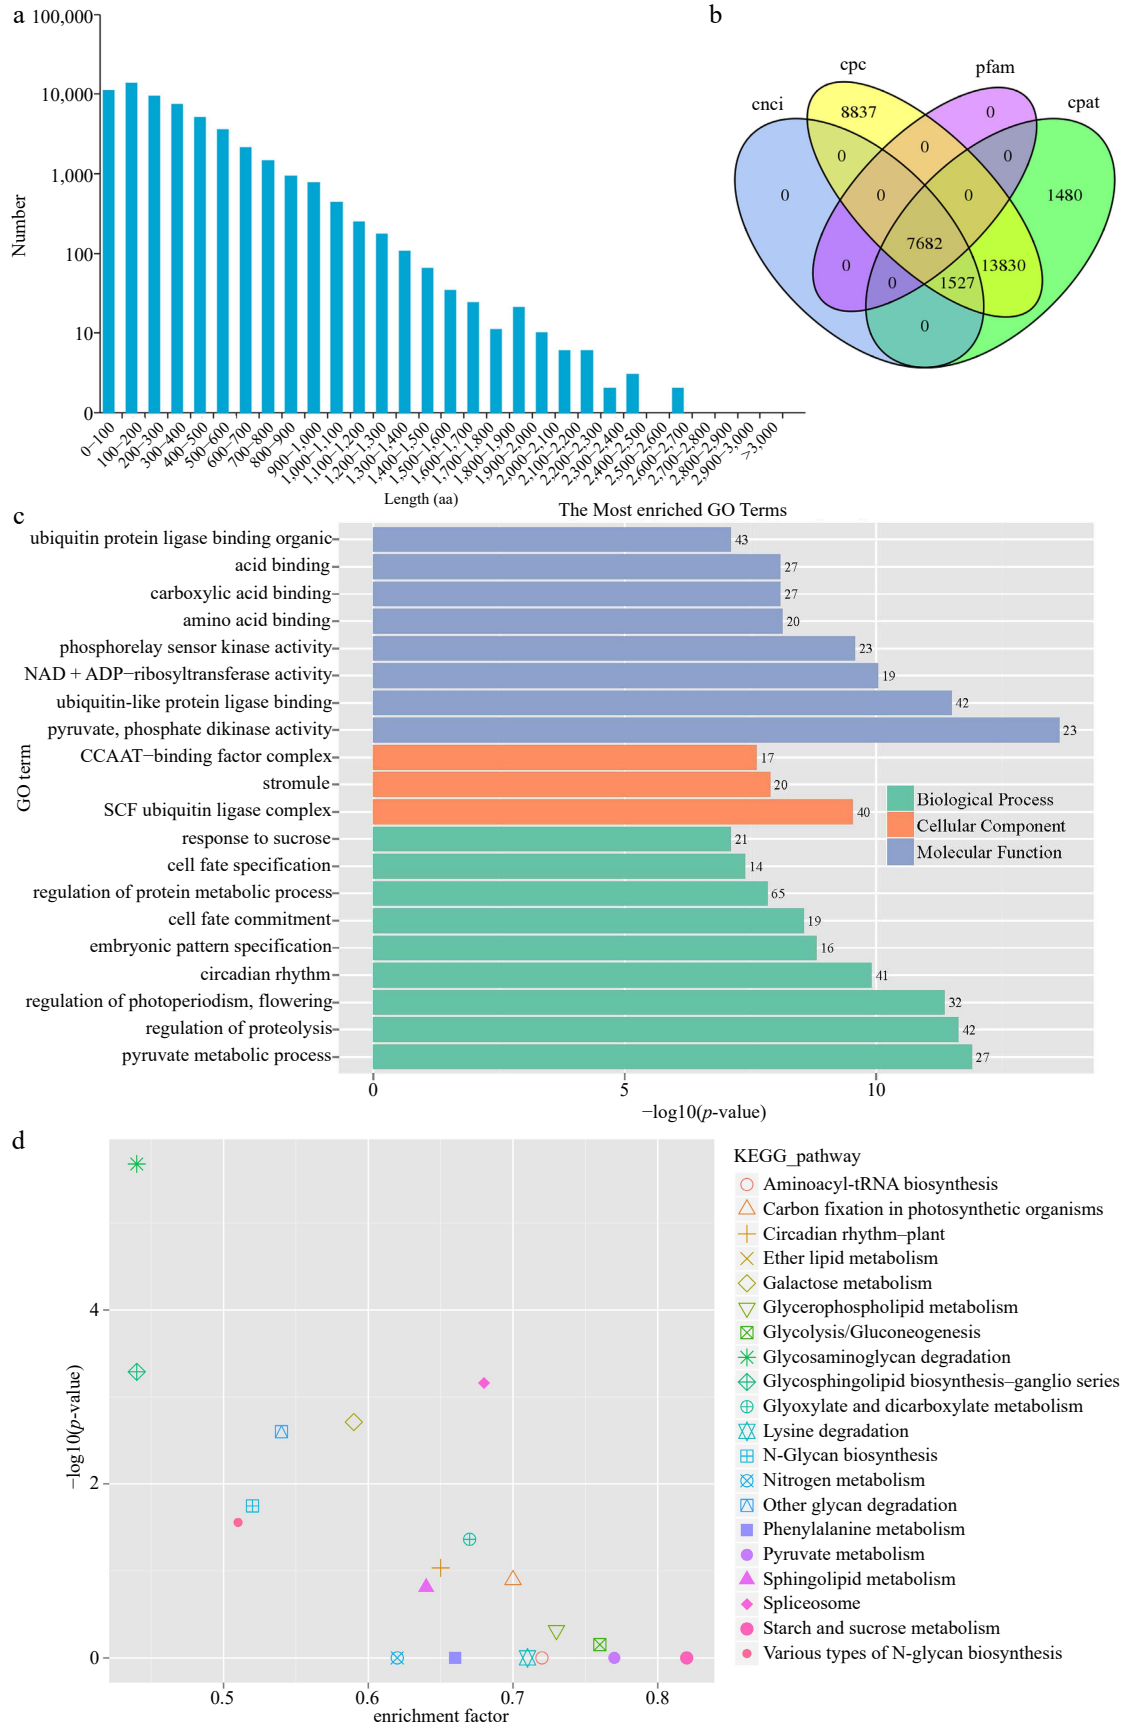 a
100,000
10,000
1,000
100
10
0
Number
0–100
100–200
200–300
300–400
400–500
500–600
600–700
700–800
800–900
900–1,000
1,000–1,100
1,100–1,200
1,200–1,300
1,300–1,400
1,400–1,500
1,500–1,600
1,600–1,700
1,700–1,800
1,800–1,900
1,900–2,000
2,000–2,100
2,100–2,200
2,200–2,300
2,300–2,400
2,400–2,500
2,500–2,600
2,600–2,700
2,700–2,800
2,800–2,900
2,900–3,000
>3,000
Length (aa)
b
cnci
cpc
pfam
cpat
8837
0
0
0
0
0
1480
0
0
7682
0
13830
0
1527
0
c
The Most enriched GO Terms
GO term
ubiquitin protein ligase binding organic 43
acid binding 27
carboxylic acid binding 27
amino acid binding 20
phosphorelay sensor kinase activity 23
NAD + ADP−ribosyltransferase activity 19
ubiquitin-like protein ligase binding 42
pyruvate, phosphate dikinase activity 23
CCAAT−binding factor complex 17
stromule 20
SCF ubiquitin ligase complex 40
response to sucrose 21
cell fate specification 14
regulation of protein metabolic process 65
cell fate commitment 19
embryonic pattern specification 16
circadian rhythm 41
regulation of photoperiodism, flowering 32
regulation of proteolysis 42
pyruvate metabolic process 27
Biological Process
Cellular Component
Molecular Function
0 5 10
−log10(p-value)
d
4
2
0
−log10(p-value)
0.5 0.6 0.7 0.8
enrichment factor
KEGG_pathway
Aminoacyl-tRNA biosynthesis
Carbon fixation in photosynthetic organisms
Circadian rhythm–plant
Ether lipid metabolism
Galactose metabolism
Glycerophospholipid metabolism
Glycolysis/Gluconeogenesis
Glycosaminoglycan degradation
Glycosphingolipid biosynthesis–ganglio series
Glyoxylate and dicarboxylate metabolism
Lysine degradation
N-Glycan biosynthesis
Nitrogen metabolism
Other glycan degradation
Phenylalanine metabolism
Pyruvate metabolism
Sphingolipid metabolism
Spliceosome
Starch and sucrose metabolism
Various types of N-glycan biosynthesis